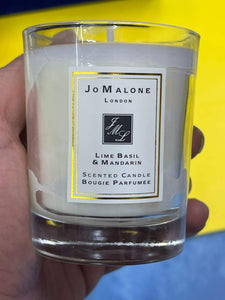 Jo Malone
London
JML
Lime Basil
& Mandarin
Scented Candle
Bougie Parfumée